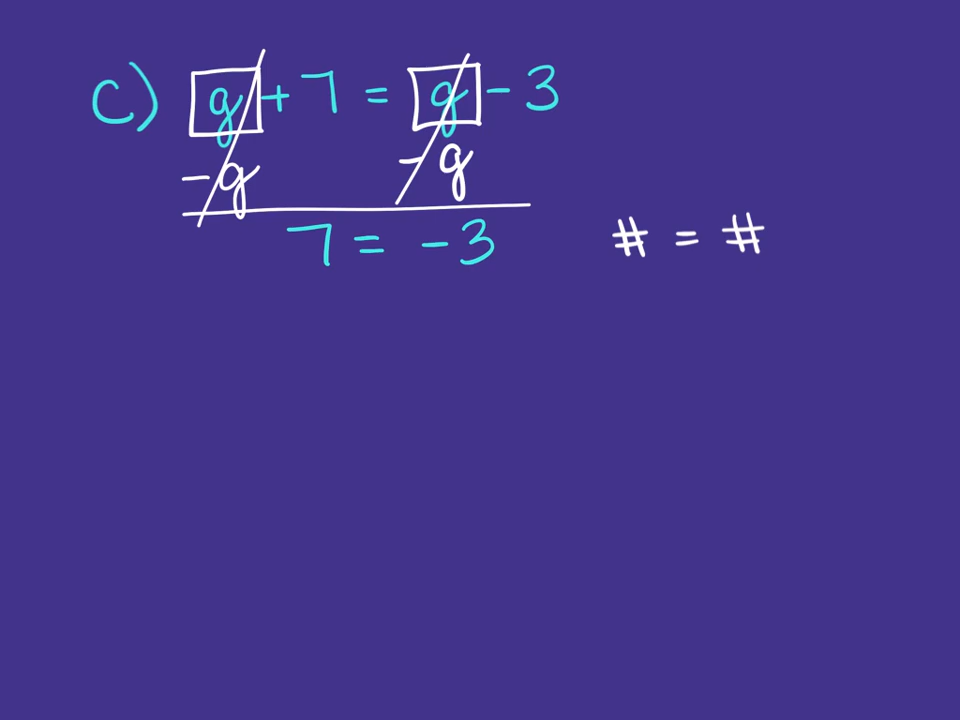 c) g + 7 = g - 3
- g - g
7 = - 3 # = #